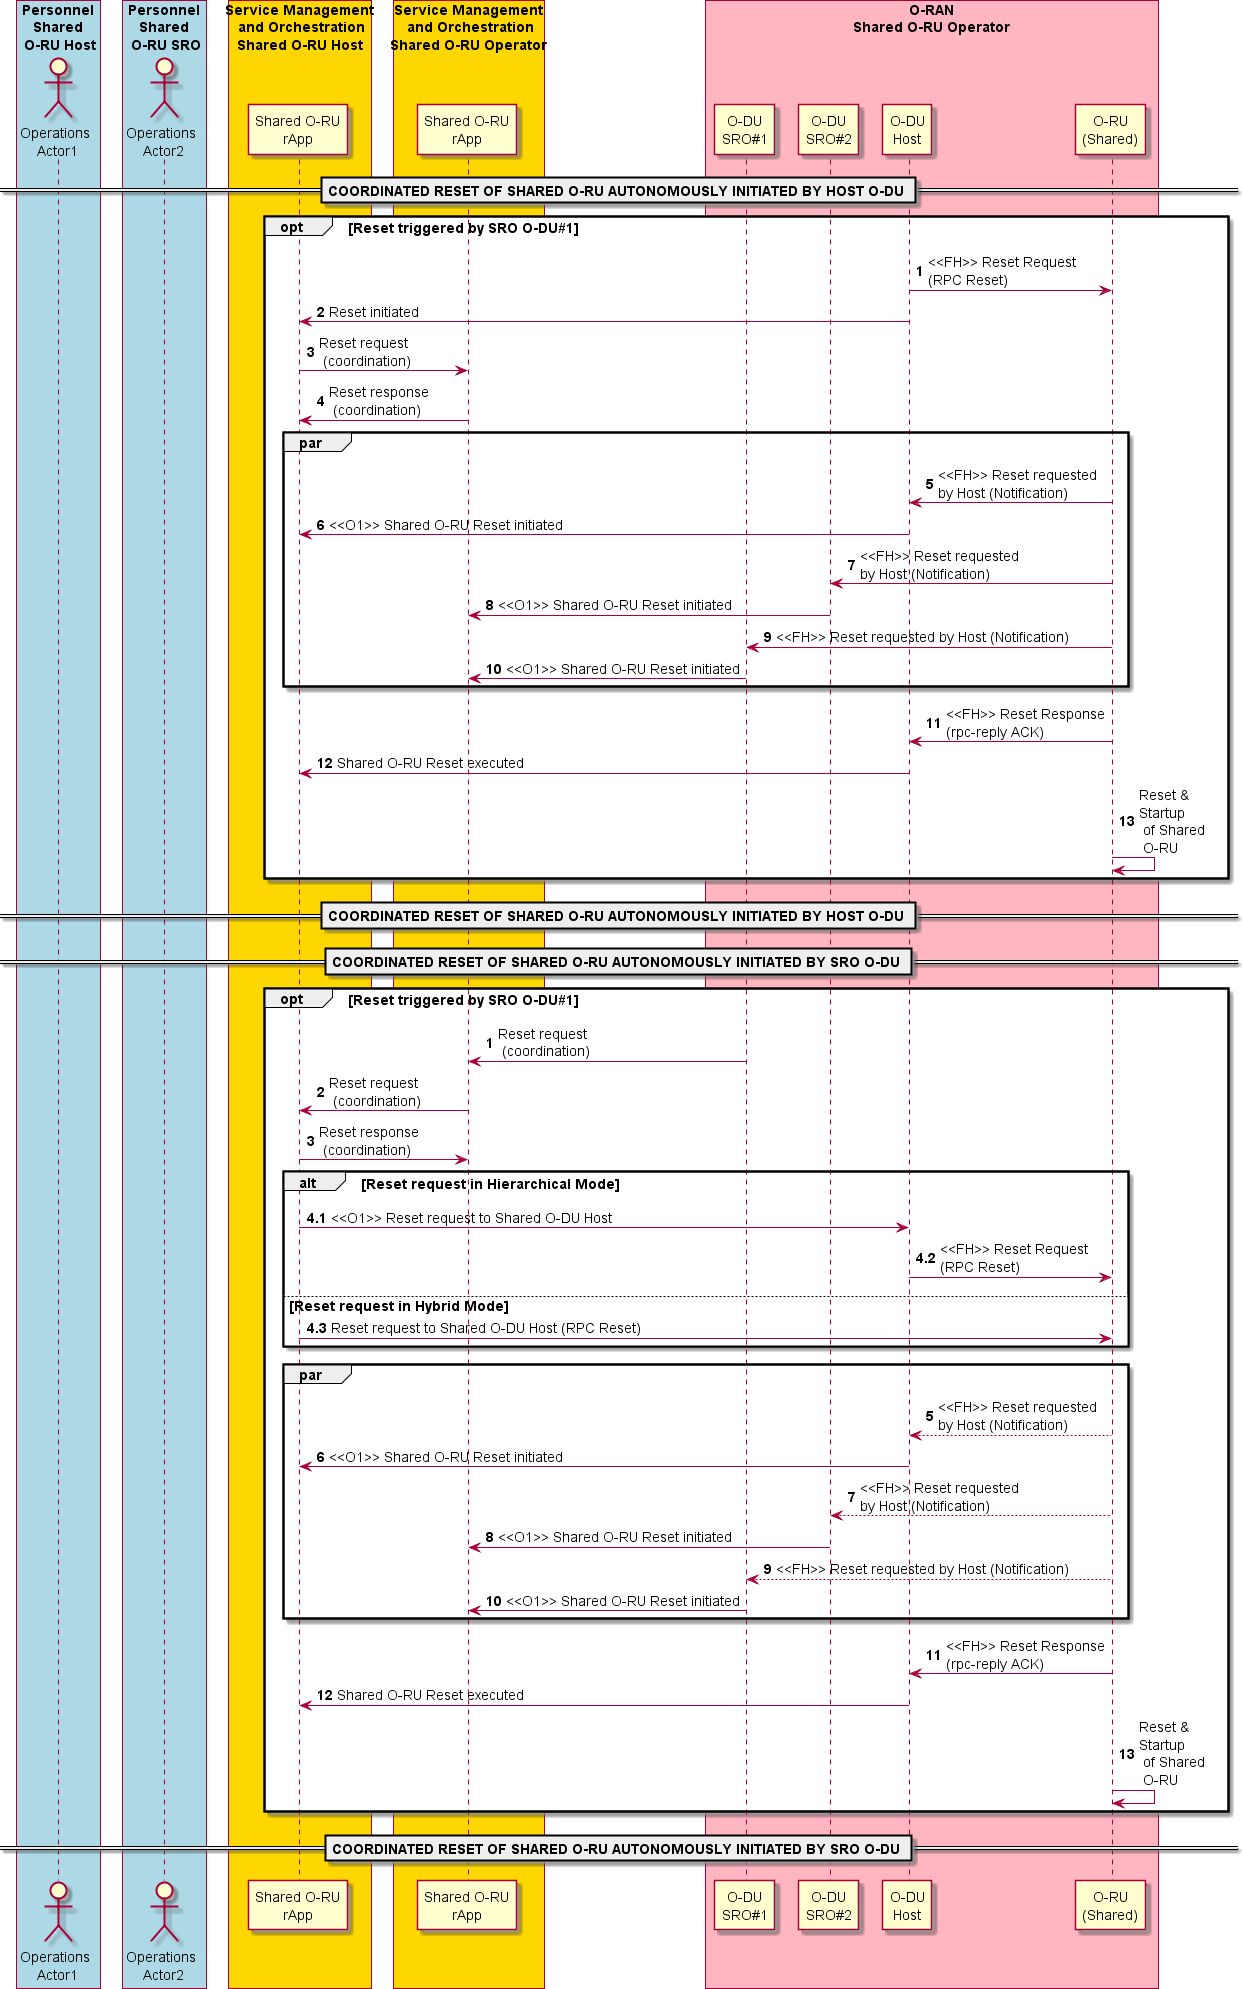 Personnel
Shared
O-RU Host
Personnel
Shared
O-RU SRO
Service Management
and Orchestration
Shared O-RU Host
Service Management
and Orchestration
Shared O-RU Operator
O-RAN
Shared O-RU Operator
Operations
Actor1
Operations
Actor2
Shared O-RU
rApp
Shared O-RU
rApp
O-DU
SRO#1
O-DU
SRO#2
O-DU
Host
O-RU
(Shared)
COORDINATED RESET OF SHARED O-RU AUTONOMOUSLY INITIATED BY HOST O-DU
opt [Reset triggered by SRO O-DU#1]
1 <<FH>> Reset Request
(RPC Reset)
2 Reset initiated
3 Reset request
(coordination)
4 Reset response
(coordination)
par
5 <<FH>> Reset requested
by Host (Notification)
6 <<O1>> Shared O-RU Reset initiated
7 <<FH>> Reset requested
by Host (Notification)
8 <<O1>> Shared O-RU Reset initiated
9 <<FH>> Reset requested by Host (Notification)
10 <<O1>> Shared O-RU Reset initiated
11 <<FH>> Reset Response
(rpc-reply ACK)
12 Shared O-RU Reset executed
13 Reset &
Startup
of Shared
O-RU
COORDINATED RESET OF SHARED O-RU AUTONOMOUSLY INITIATED BY HOST O-DU
COORDINATED RESET OF SHARED O-RU AUTONOMOUSLY INITIATED BY SRO O-DU
opt [Reset triggered by SRO O-DU#1]
1 Reset request
(coordination)
2 Reset request
(coordination)
3 Reset response
(coordination)
alt [Reset request in Hierarchical Mode]
4.1 <<O1>> Reset request to Shared O-DU Host
4.2 <<FH>> Reset Request
(RPC Reset)
[Reset request in Hybrid Mode]
4.3 Reset request to Shared O-DU Host (RPC Reset)
par
5 <<FH>> Reset requested
by Host (Notification)
6 <<O1>> Shared O-RU Reset initiated
7 <<FH>> Reset requested
by Host (Notification)
8 <<O1>> Shared O-RU Reset initiated
9 <<FH>> Reset requested by Host (Notification)
10 <<O1>> Shared O-RU Reset initiated
11 <<FH>> Reset Response
(rpc-reply ACK)
12 Shared O-RU Reset executed
13 Reset &
Startup
of Shared
O-RU
COORDINATED RESET OF SHARED O-RU AUTONOMOUSLY INITIATED BY SRO O-DU
Operations
Actor1
Operations
Actor2
Shared O-RU
rApp
Shared O-RU
rApp
O-DU
SRO#1
O-DU
SRO#2
O-DU
Host
O-RU
(Shared)